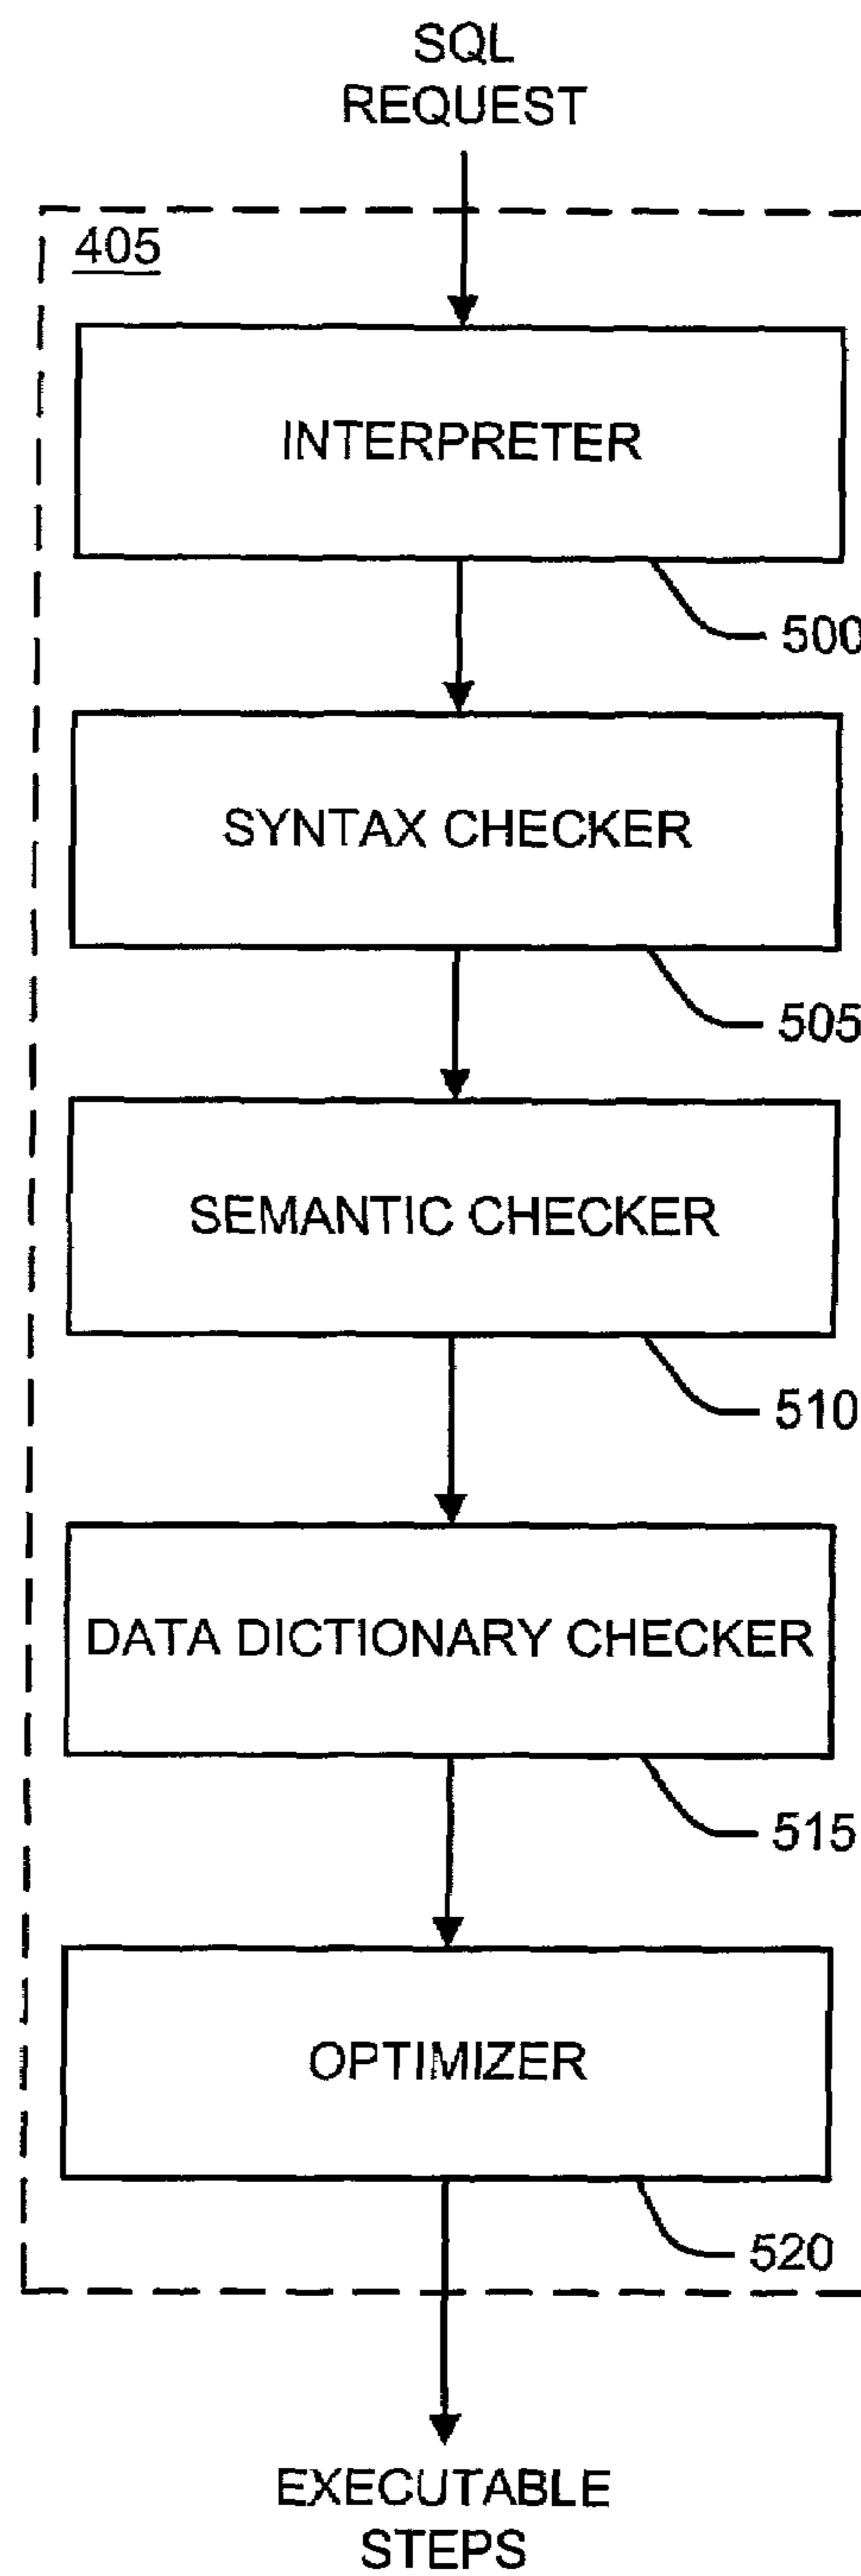 SQL
REQUEST
405
INTERPRETER
500
SYNTAX CHECKER
505
SEMANTIC CHECKER
510
DATA DICTIONARY CHECKER
515
OPTIMIZER
520
EXECUTABLE
STEPS